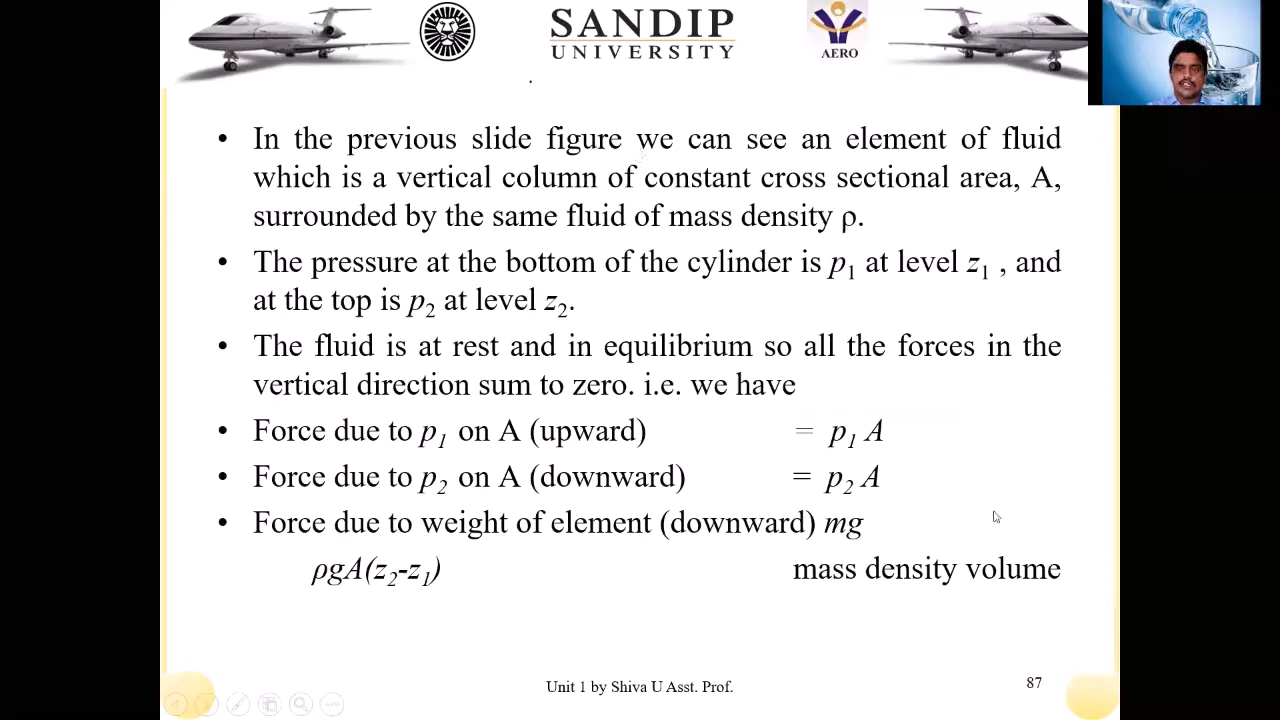 SANDIP
UNIVERSITY
AERO
• In the previous slide figure we can see an element of fluid
which is a vertical column of constant cross sectional area, A,
surrounded by the same fluid of mass density ρ.
• The pressure at the bottom of the cylinder is p₁ at level z₁ , and
at the top is p₂ at level z₂.
• The fluid is at rest and in equilibrium so all the forces in the
vertical direction sum to zero. i.e. we have
• Force due to p₁ on A (upward) = p₁ A
• Force due to p₂ on A (downward) = p₂ A
• Force due to weight of element (downward) mg
ρgA(z₂-z₁) mass density volume
Unit 1 by Shiva U Asst. Prof.
87